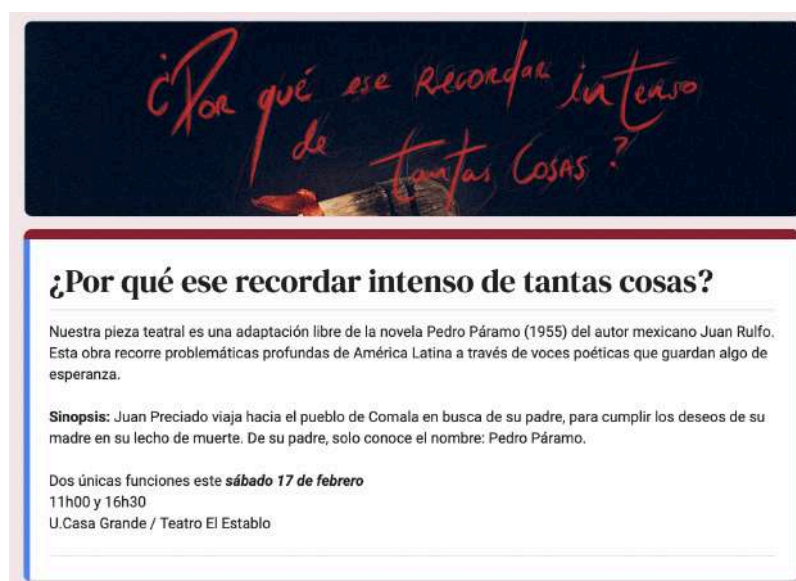 ¿Por qué ese recordar intenso
de tantas cosas?
¿Por qué ese recordar intenso de tantas cosas?
Nuestra pieza teatral es una adaptación libre de la novela Pedro Páramo (1955) del autor mexicano Juan Rulfo.
Esta obra recorre problemáticas profundas de América Latina a través de voces poéticas que guardan algo de
esperanza.
Sinopsis: Juan Preciado viaja hacia el pueblo de Comala en busca de su padre, para cumplir los deseos de su
madre en su lecho de muerte. De su padre, solo conoce el nombre: Pedro Páramo.
Dos únicas funciones este sábado 17 de febrero
11h00 y 16h30
U.Casa Grande / Teatro El Establo